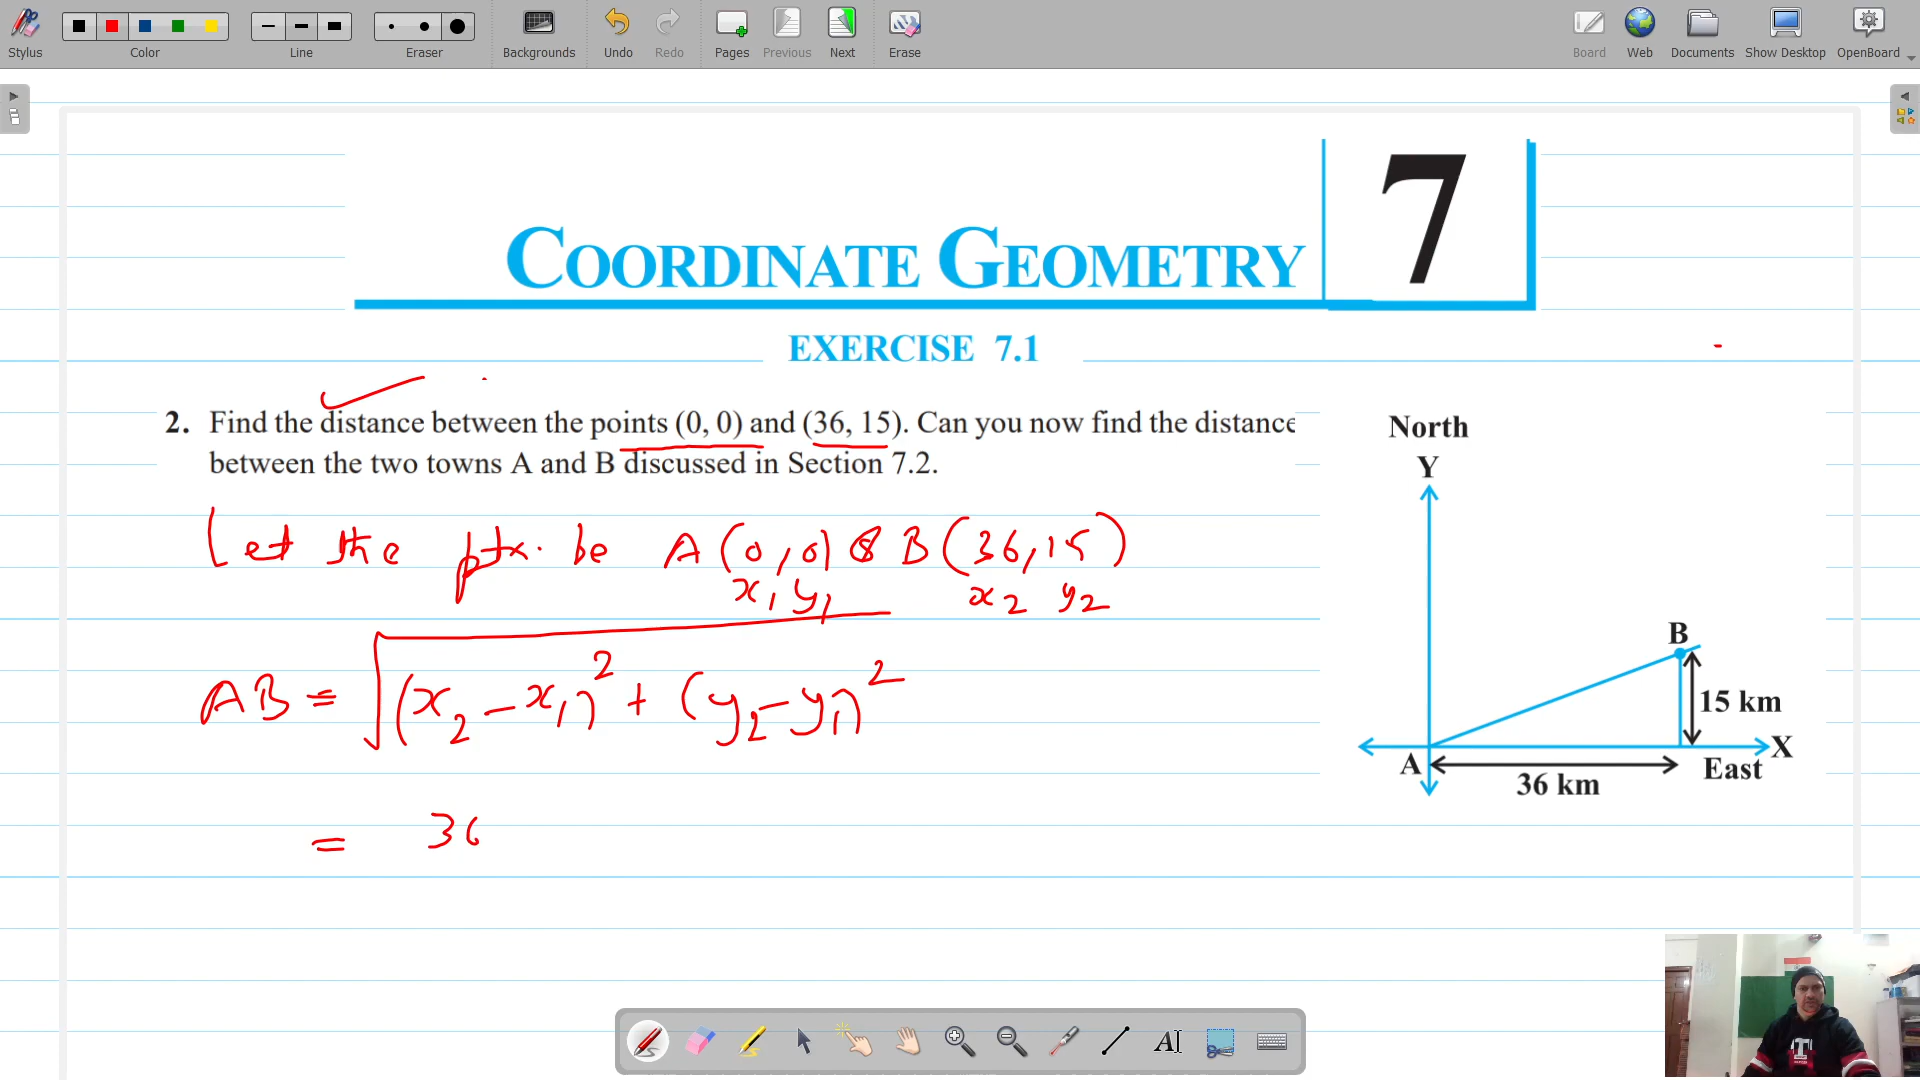 Stylus
Color
Line
Eraser
Backgrounds
Undo
Redo
Pages
Previous
Next
Erase
Board
Web
Documents
Show Desktop
OpenBoard
COORDINATE GEOMETRY
7
EXERCISE 7.1
2. Find the distance between the points (0, 0) and (36, 15). Can you now find the distance
between the two towns A and B discussed in Section 7.2.
Let the pts. be A (0, 0) & B (36, 15)
x₁ y₁ x₂ y₂
AB = √(x₂ - x₁)² + (y₂ - y₁)²
= 36
North
Y
B
15 km
X
A
East
36 km